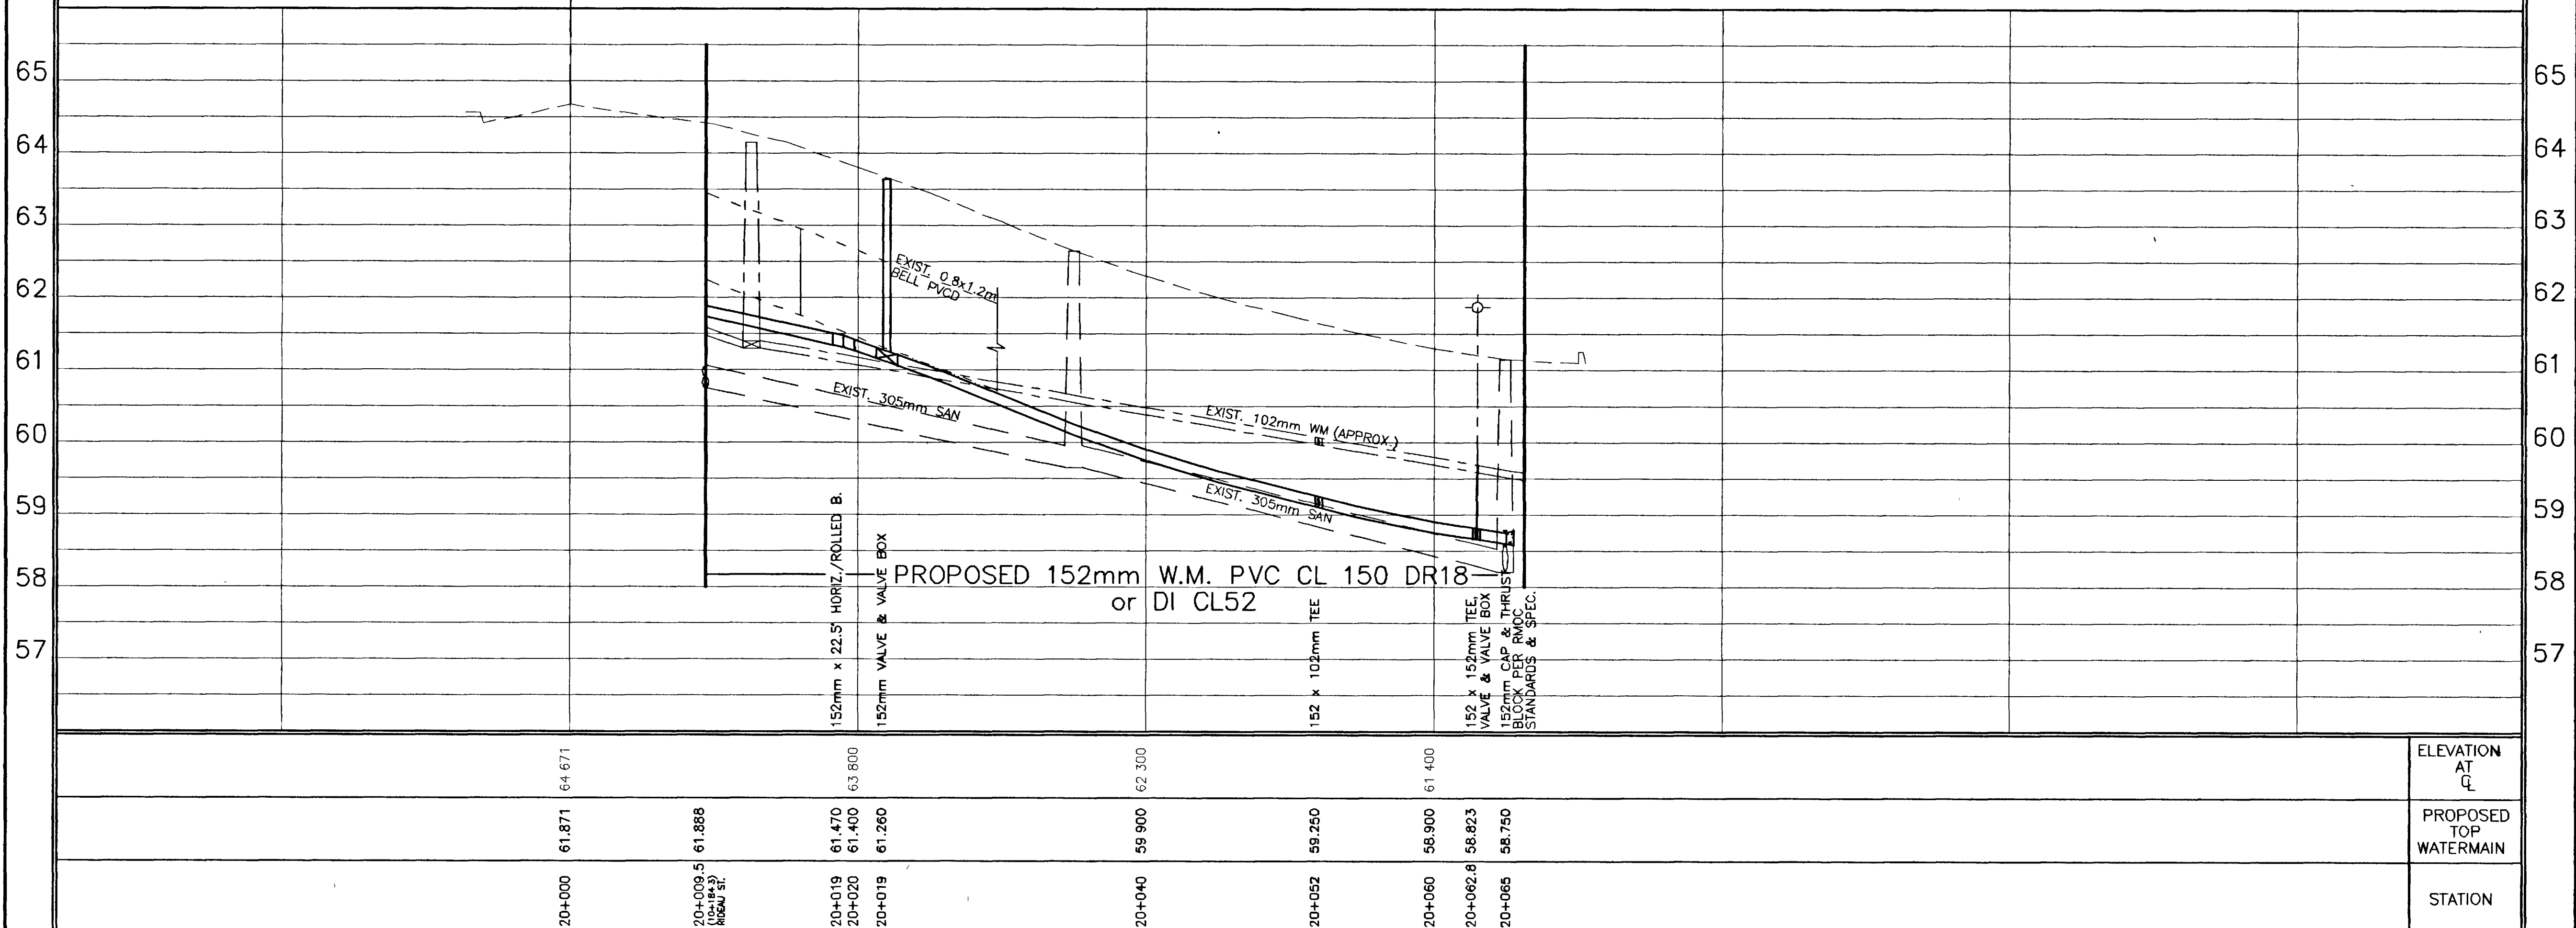 65
64
63
62
61
60
59
58
57
65
64
63
62
61
60
59
58
57
EXIST. 0.8x1.2m
BELL PVCD
EXIST. 305mm SAN
EXIST. 102mm WM (APPROX.)
EXIST. 305mm SAN
PROPOSED 152mm W.M. PVC CL 150 DR18
or DI CL52
152mm x 22.5° HORIZ./ROLLED B.
152mm VALVE & VALVE BOX
152 x 102mm TEE
152 x 152mm TEE,
VALVE & VALVE BOX
152mm CAP & THRUST
BLOCK PER RMOC
STANDARDS & SPEC.
64 671
63 800
62 300
61 400
ELEVATION
AT
℄
61.871
61.888
61.470
61.400
61.260
59 900
59.250
58.900
58.823
58.750
PROPOSED
TOP
WATERMAIN
20+000
20+009.5
(10+184.3)
RIDEAU ST.
20+019
20+020
20+019
20+040
20+052
20+060
20+062.8
20+065
STATION